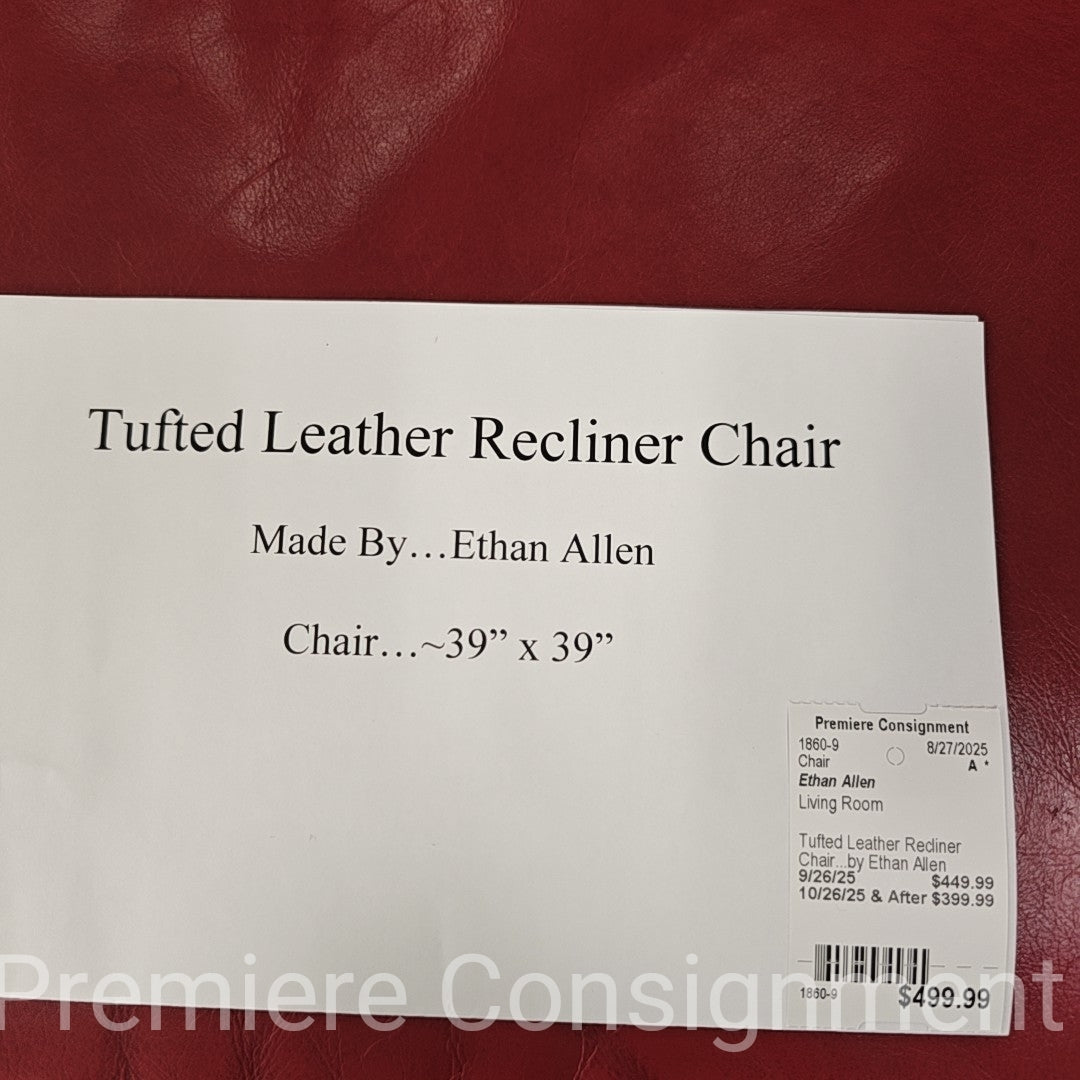 Tufted Leather Recliner Chair
Made By…Ethan Allen
Chair…~39” x 39”
Premiere Consignment
1860-9 8/27/2025
Chair A *
Ethan Allen
Living Room
Tufted Leather Recliner
Chair...by Ethan Allen
9/26/25 $449.99
10/26/25 & After $399.99
1860-9 $499.99
Premiere Consignment